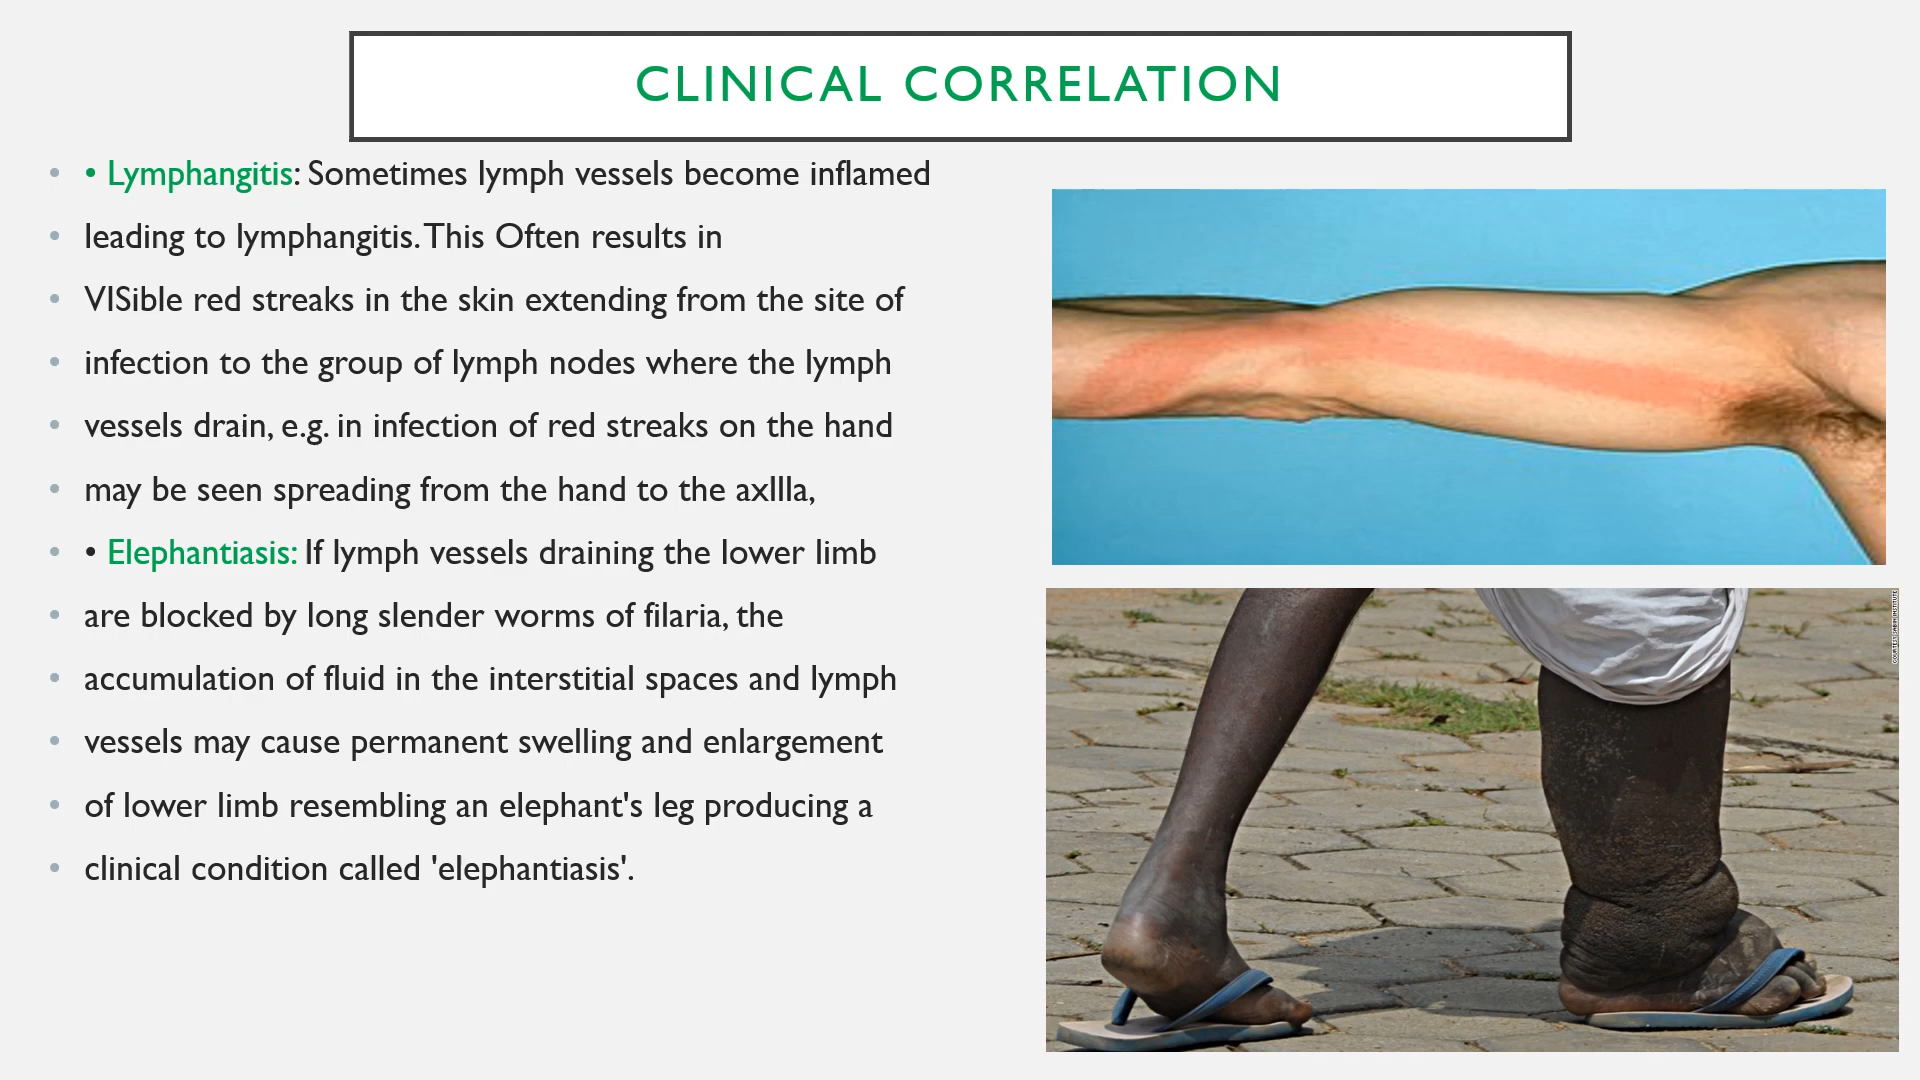 CLINICAL CORRELATION
• • Lymphangitis: Sometimes lymph vessels become inflamed
• leading to lymphangitis. This Often results in
• VISible red streaks in the skin extending from the site of
• infection to the group of lymph nodes where the lymph
• vessels drain, e.g. in infection of red streaks on the hand
• may be seen spreading from the hand to the axllla,
• • Elephantiasis: If lymph vessels draining the lower limb
• are blocked by long slender worms of filaria, the
• accumulation of fluid in the interstitial spaces and lymph
• vessels may cause permanent swelling and enlargement
• of lower limb resembling an elephant's leg producing a
• clinical condition called 'elephantiasis'.
COURTESY SABIN INSTITUTE